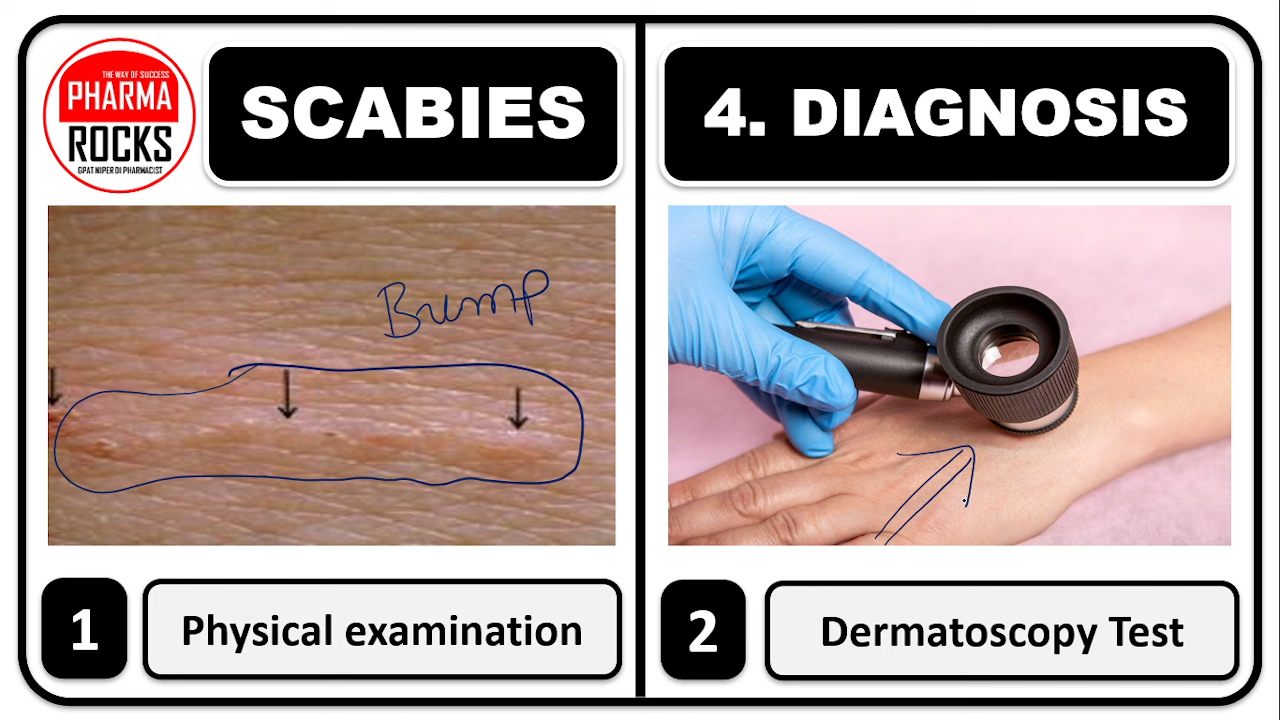 THE WAY OF SUCCESS
PHARMA
ROCKS
GPAT NIPER DI PHARMACIST
SCABIES
4. DIAGNOSIS
Bump
1
Physical examination
2
Dermatoscopy Test